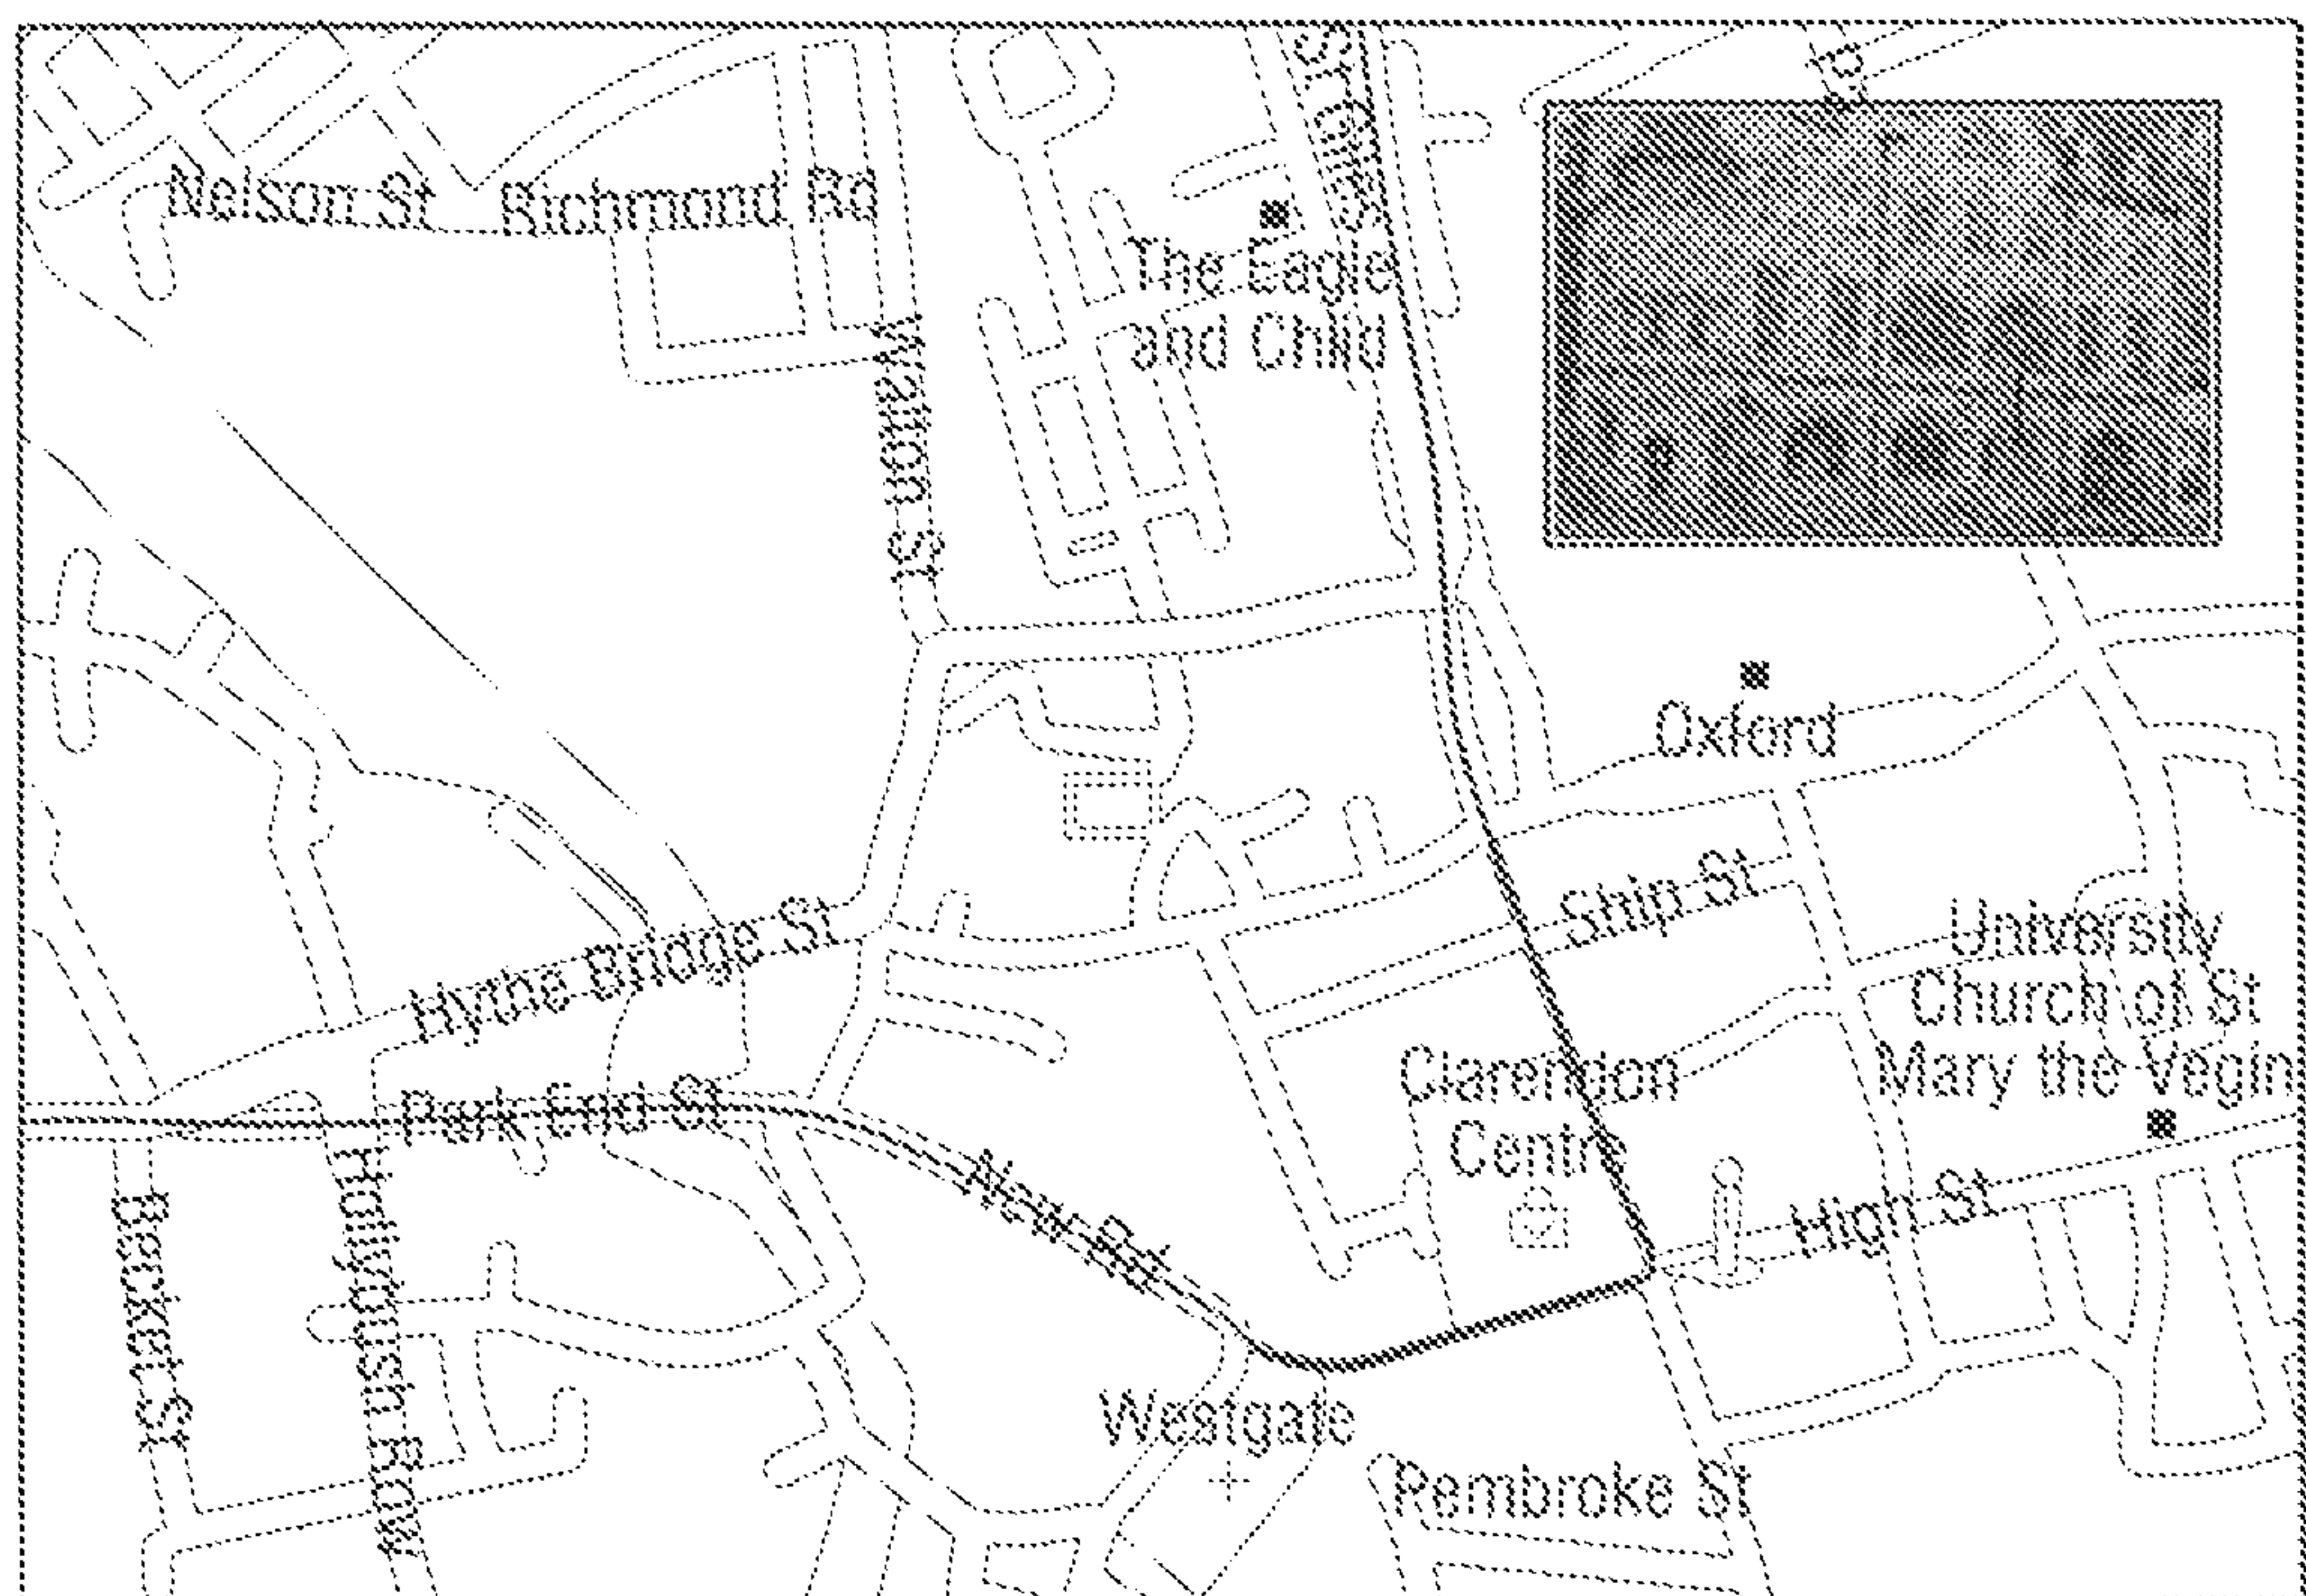 St Giles
Nelson St
Richmond Rd
The Eagle
and Child
Walton St
Oxford
Ship St
University
Church of St
Mary the Vegin
Hythe Bridge St
Clarendon
Centre
Park End St
New Rd
High St
Becket St
Hollybush Row
Westgate
Pembroke St